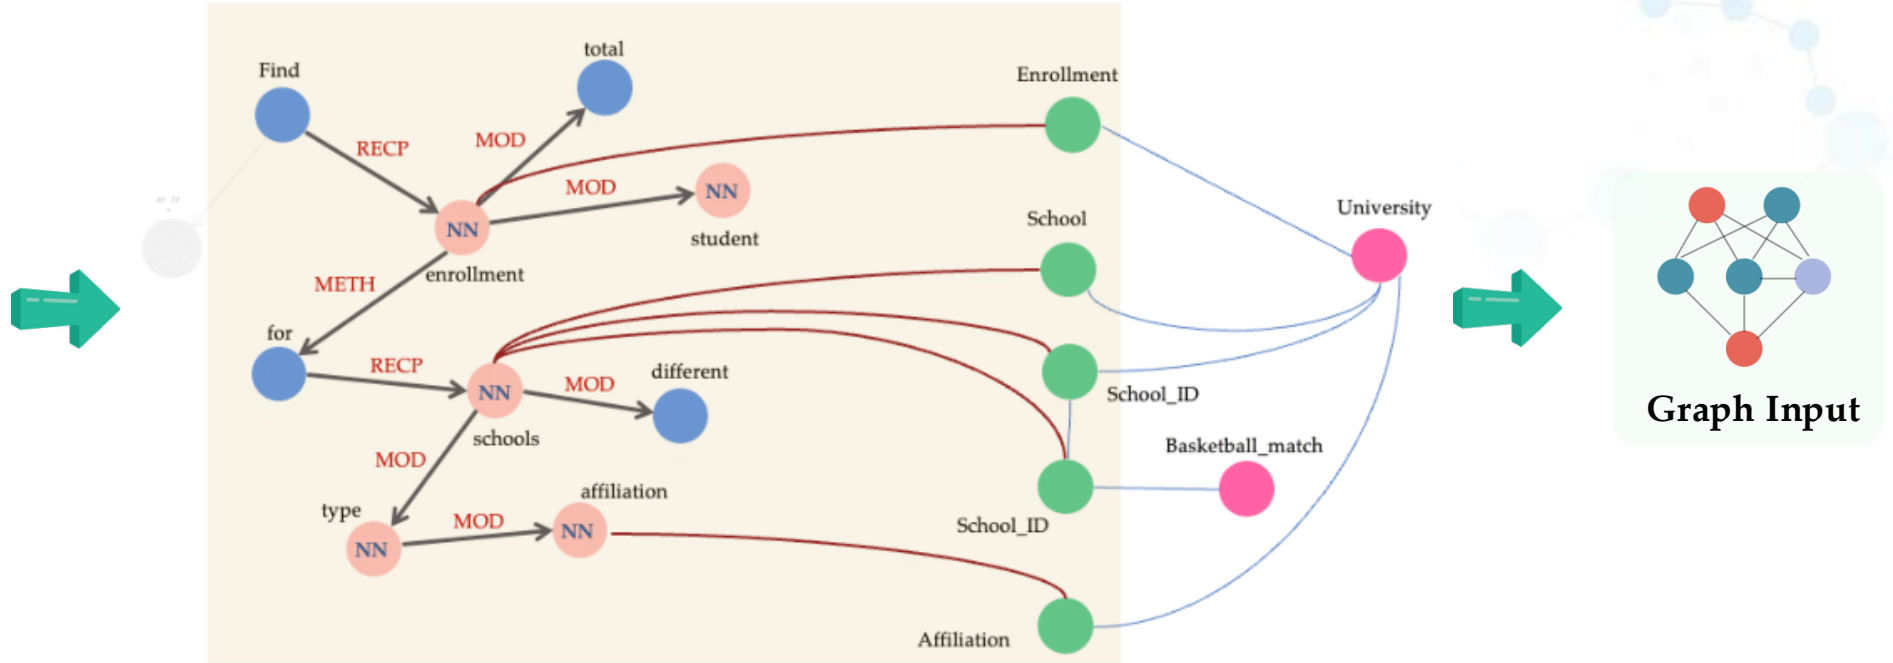 total
Find
Enrollment
MOD
RECP
MOD
NN
"."
University
School
NN
student
enrollment
METH
for
RECP
different
MOD
NN
School_ID
Graph Input
schools
Basketball_match
MOD
affiliation
type
MOD
School_ID
NN
NN
Affiliation